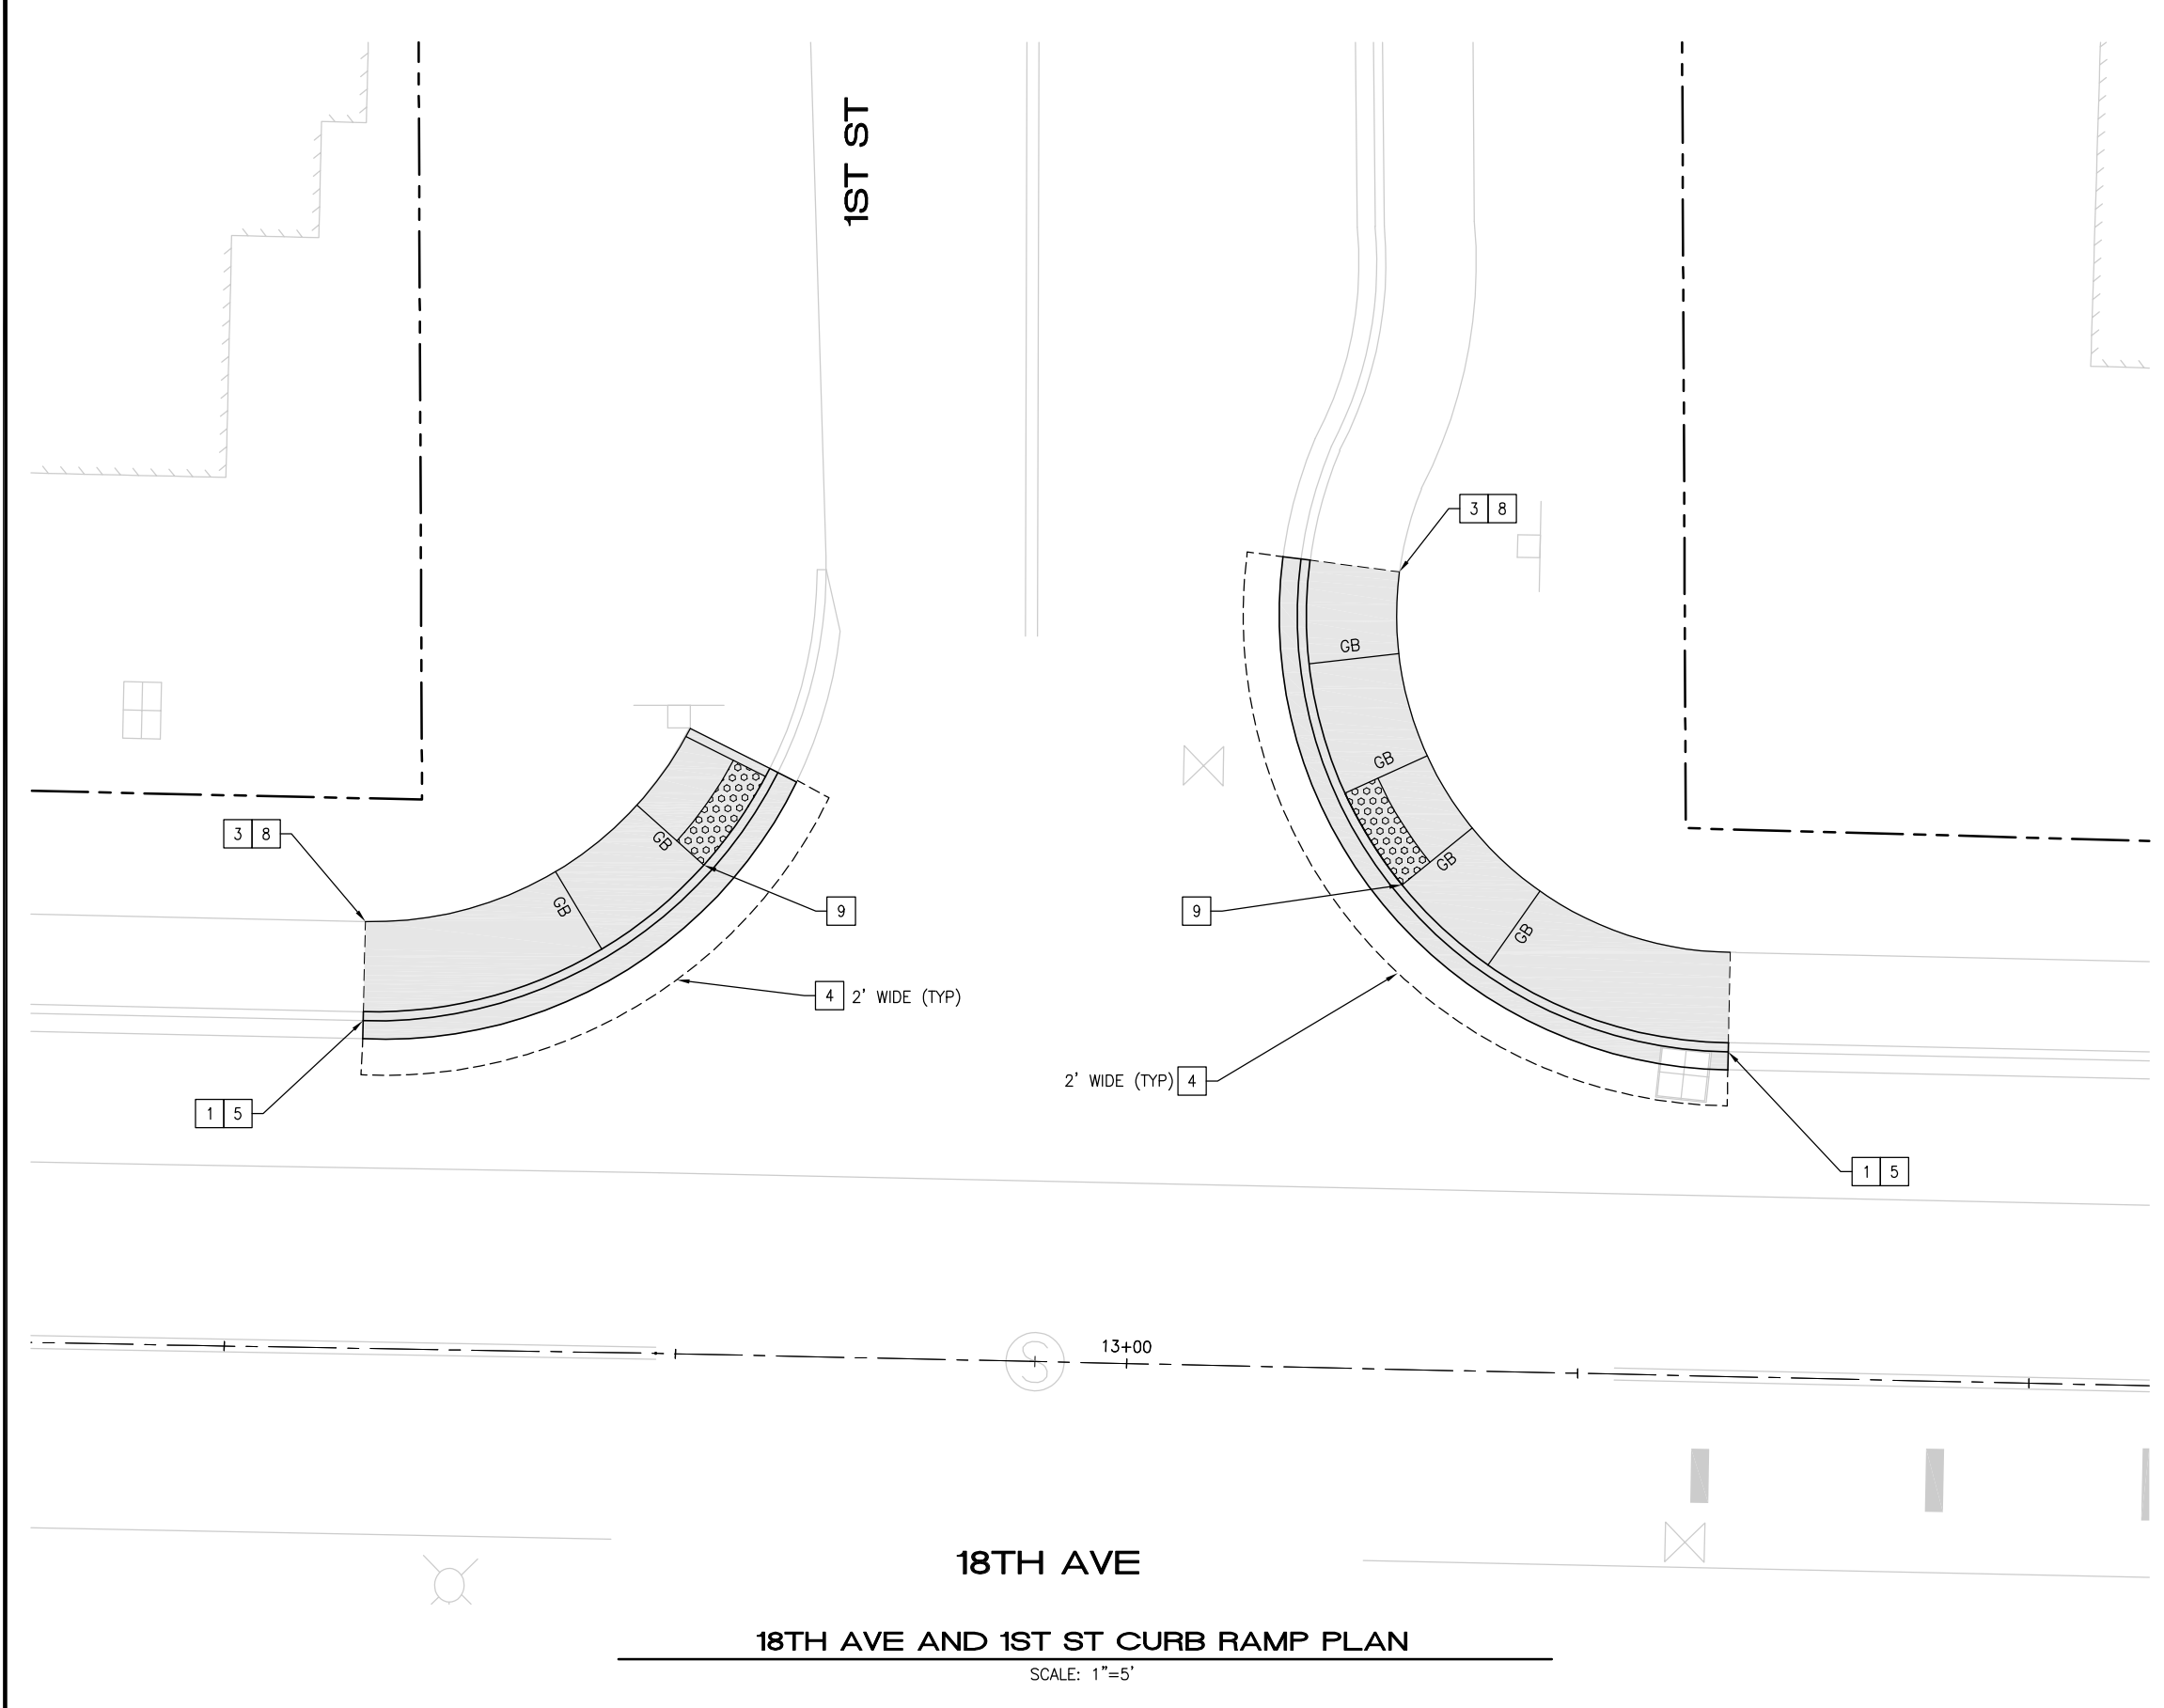 1ST ST
3 8
GB
GB
3 8
GB
GB
9
9
GB
GB
4 2' WIDE (TYP)
2' WIDE (TYP) 4
1 5
1 5
13+00
S
18TH AVE
18TH AVE AND 1ST ST CURB RAMP PLAN
SCALE: 1"=5'